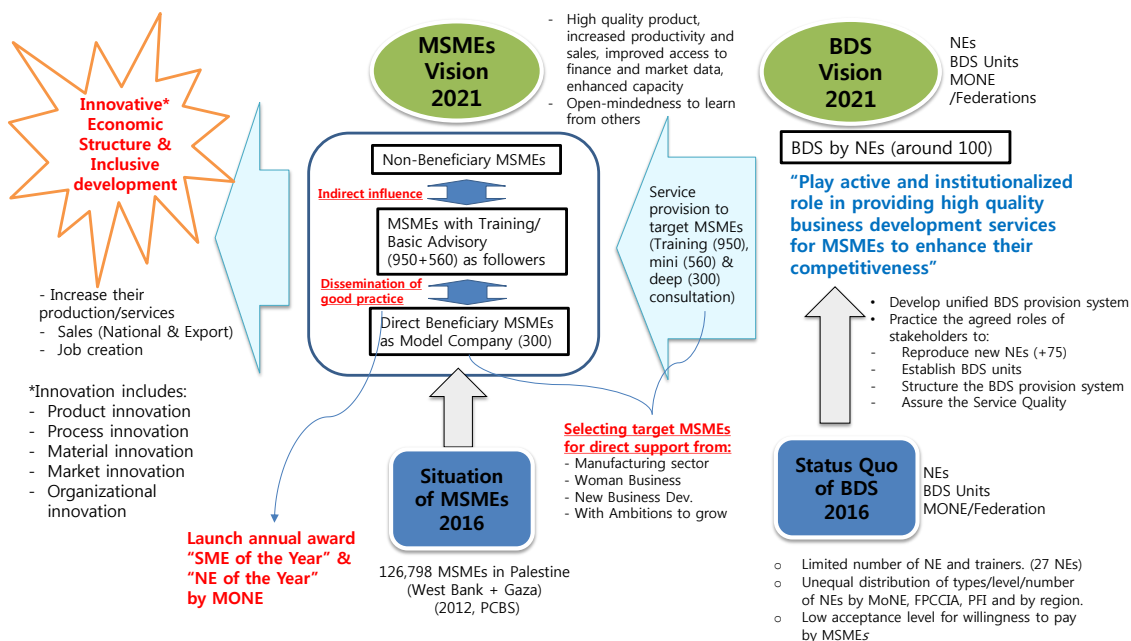 Innovative*
Economic
Structure &
Inclusive
development
- Increase their
production/services
- Sales (National & Export)
- Job creation
*Innovation includes:
- Product innovation
- Process innovation
- Material innovation
- Market innovation
- Organizational
innovation
Launch annual award
“SME of the Year” &
“NE of the Year”
by MONE
MSMEs
Vision
2021
- High quality product,
increased productivity and
sales, improved access to
finance and market data,
enhanced capacity
- Open-mindedness to learn
from others
Non-Beneficiary MSMEs
Indirect influence
MSMEs with Training/
Basic Advisory
(950+560) as followers
Dissemination of
good practice
Direct Beneficiary MSMEs
as Model Company (300)
Service
provision to
target MSMEs
(Training (950),
mini (560) &
deep (300)
consultation)
Situation
of MSMEs
2016
126,798 MSMEs in Palestine
(West Bank + Gaza)
(2012, PCBS)
Selecting target MSMEs
for direct support from:
- Manufacturing sector
- Woman Business
- New Business Dev.
- With Ambitions to grow
BDS
Vision
2021
NEs
BDS Units
MONE
/Federations
BDS by NEs (around 100)
“Play active and institutionalized
role in providing high quality
business development services
for MSMEs to enhance their
competitiveness”
• Develop unified BDS provision system
• Practice the agreed roles of
stakeholders to:
- Reproduce new NEs (+75)
- Establish BDS units
- Structure the BDS provision system
- Assure the Service Quality
Status Quo
of BDS
2016
NEs
BDS Units
MONE/Federation
o Limited number of NE and trainers. (27 NEs)
o Unequal distribution of types/level/number
of NEs by MoNE, FPCCIA, PFI and by region.
o Low acceptance level for willingness to pay
by MSMEs